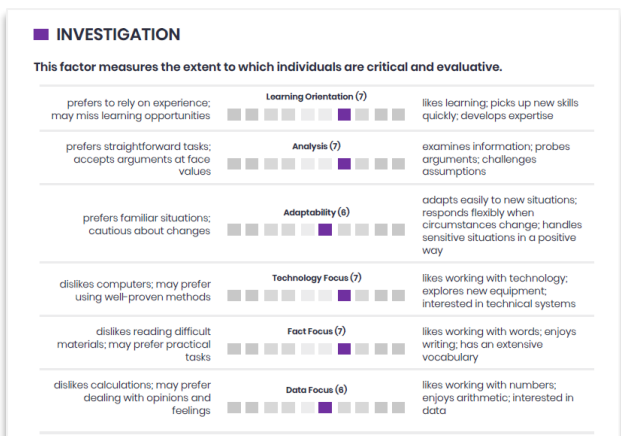 INVESTIGATION
This factor measures the extent to which individuals are critical and evaluative.
prefers to rely on experience;
may miss learning opportunities
Learning Orientation (7)
likes learning; picks up new skills
quickly; develops expertise
prefers straightforward tasks;
accepts arguments at face
values
Analysis (7)
examines information; probes
arguments; challenges
assumptions
prefers familiar situations;
cautious about changes
Adaptability (6)
adapts easily to new situations;
responds flexibly when
circumstances change; handles
sensitive situations in a positive
way
dislikes computers; may prefer
using well-proven methods
Technology Focus (7)
likes working with technology;
explores new equipment;
interested in technical systems
dislikes reading difficult
materials; may prefer practical
tasks
Fact Focus (7)
likes working with words; enjoys
writing; has an extensive
vocabulary
dislikes calculations; may prefer
dealing with opinions and
feelings
Data Focus (6)
likes working with numbers;
enjoys arithmetic; interested in
data